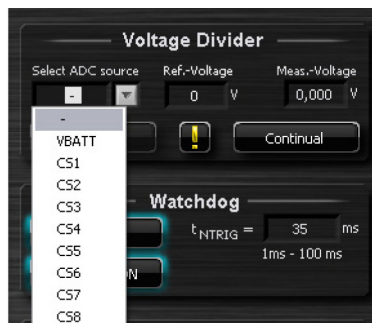 Voltage Divider
Select ADC source Ref.-Voltage Meas.-Voltage
- 0 V 0,000 V
-
! Continual
VBATT
CS1
CS2
CS3 Watchdog
CS4 tNTRIG = 35 ms
CS5 1ms - 100 ms
CS6 N
CS7
CS8